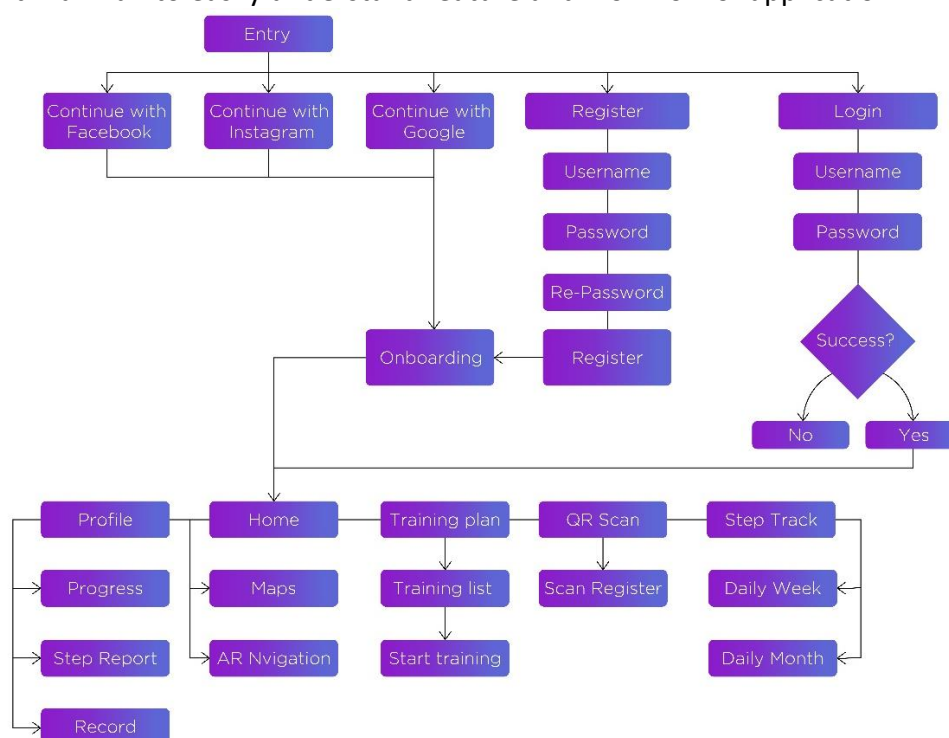 Entry
Continue with
Facebook
Continue with
Instagram
Continue with
Google
Register
Login
Username
Username
Password
Password
Re-Password
Success?
Onboarding
Register
No
Yes
Profile
Home
Training plan
QR Scan
Step Track
Progress
Maps
Training list
Scan Register
Daily Week
Step Report
AR Nvigation
Start training
Daily Month
Record